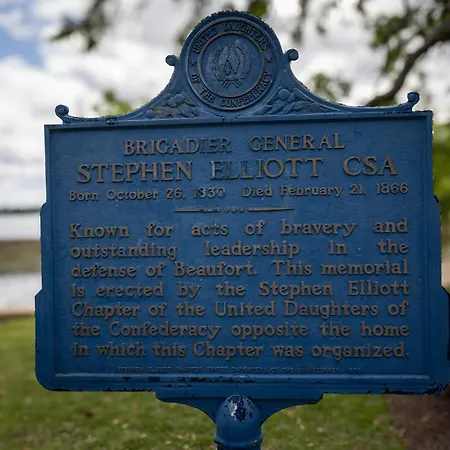 UNITED DAUGHTERS
OF THE
CONFEDERACY
BRIGADIER GENERAL
STEPHEN ELLIOTT CSA
Born October 26, 1330 Died February 21, 1866
Known for acts of bravery and
outstanding leadership in the
defense of Beaufort. This memorial
is erected by the Stephen Elliott
Chapter of the United Daughters of
the Confederacy opposite the home
in which this Chapter was organized.